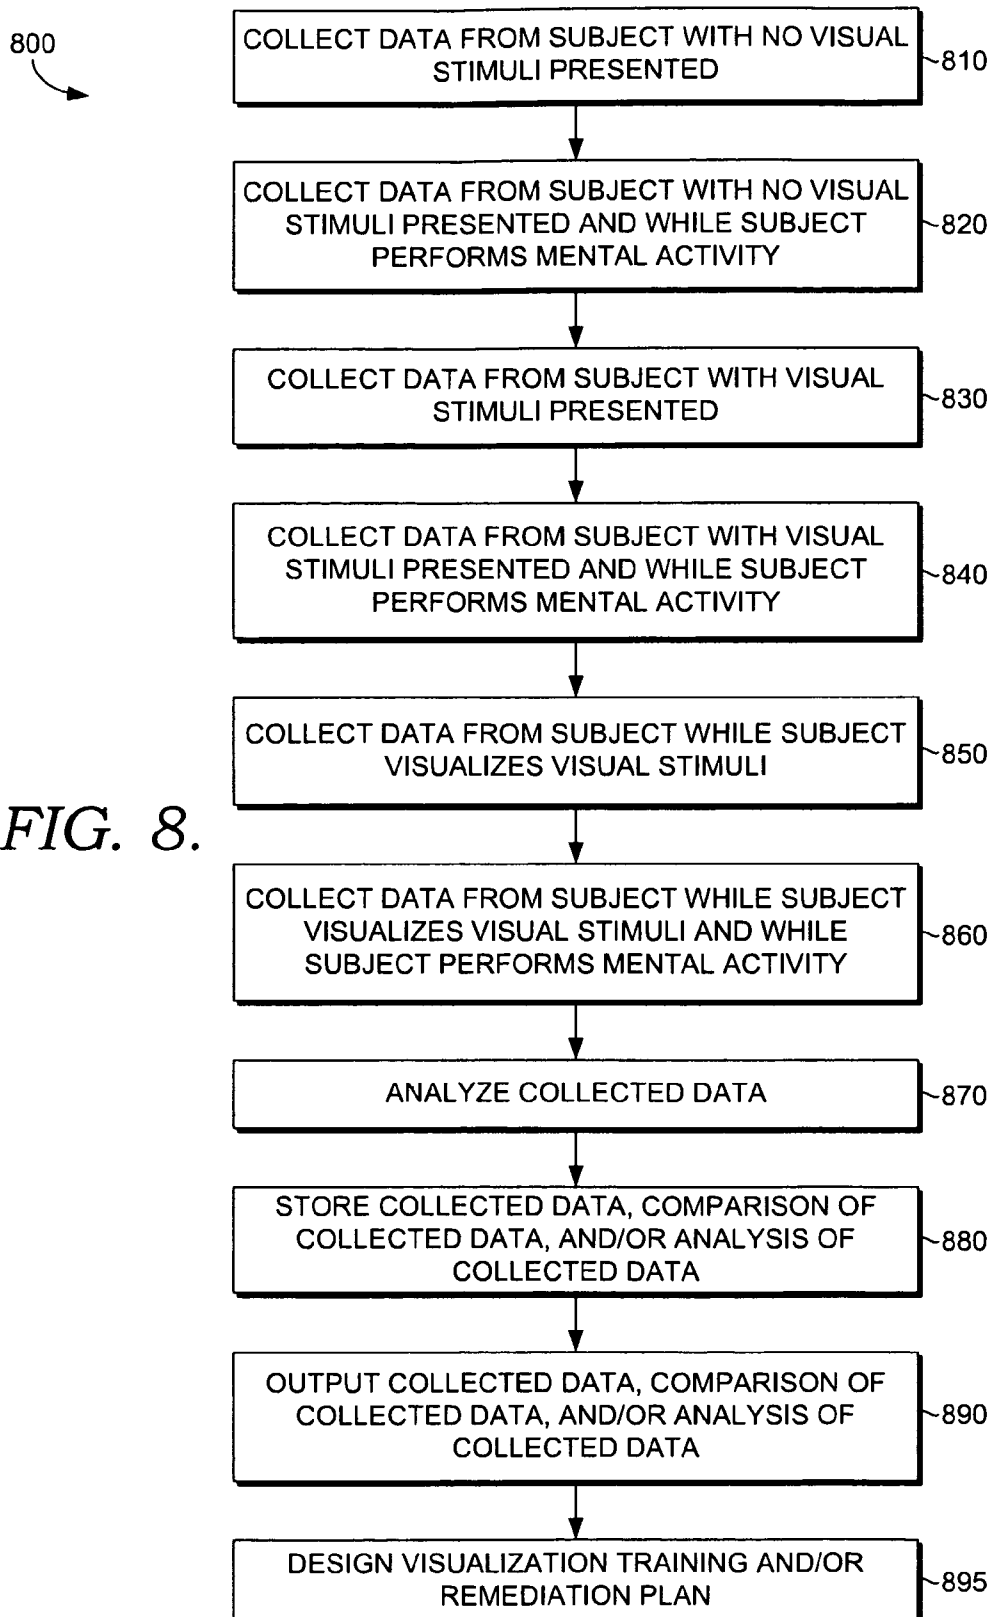 800
COLLECT DATA FROM SUBJECT WITH NO VISUAL
STIMULI PRESENTED
810
COLLECT DATA FROM SUBJECT WITH NO VISUAL
STIMULI PRESENTED AND WHILE SUBJECT
PERFORMS MENTAL ACTIVITY
820
COLLECT DATA FROM SUBJECT WITH VISUAL
STIMULI PRESENTED
830
COLLECT DATA FROM SUBJECT WITH VISUAL
STIMULI PRESENTED AND WHILE SUBJECT
PERFORMS MENTAL ACTIVITY
840
COLLECT DATA FROM SUBJECT WHILE SUBJECT
VISUALIZES VISUAL STIMULI
850
FIG. 8.
COLLECT DATA FROM SUBJECT WHILE SUBJECT
VISUALIZES VISUAL STIMULI AND WHILE
SUBJECT PERFORMS MENTAL ACTIVITY
860
ANALYZE COLLECTED DATA
870
STORE COLLECTED DATA, COMPARISON OF
COLLECTED DATA, AND/OR ANALYSIS OF
COLLECTED DATA
880
OUTPUT COLLECTED DATA, COMPARISON OF
COLLECTED DATA, AND/OR ANALYSIS OF
COLLECTED DATA
890
DESIGN VISUALIZATION TRAINING AND/OR
REMEDIATION PLAN
895